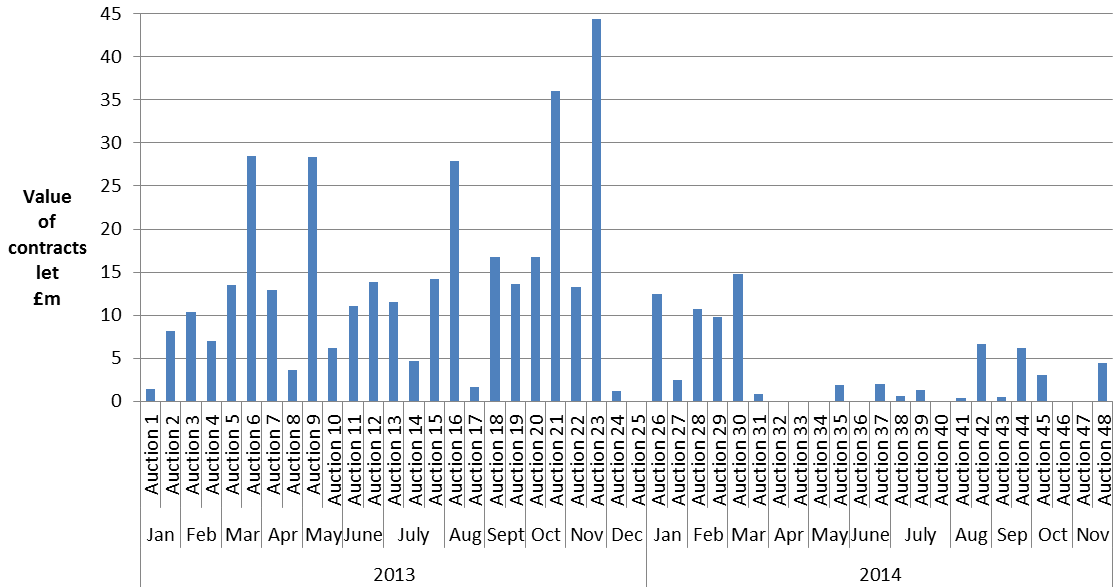 45
40
35
30
25
20
15
10
5
0
Value
of
contracts
let
£m
Auction 1
Auction 2
Auction 3
Auction 4
Auction 5
Auction 6
Auction 7
Auction 8
Auction 9
Auction 10
Auction 11
Auction 12
Auction 13
Auction 14
Auction 15
Auction 16
Auction 17
Auction 18
Auction 19
Auction 20
Auction 21
Auction 22
Auction 23
Auction 24
Auction 25
Auction 26
Auction 27
Auction 28
Auction 29
Auction 30
Auction 31
Auction 32
Auction 33
Auction 34
Auction 35
Auction 36
Auction 37
Auction 38
Auction 39
Auction 40
Auction 41
Auction 42
Auction 43
Auction 44
Auction 45
Auction 46
Auction 47
Auction 48
Jan Feb Mar Apr May June July Aug Sept Oct Nov Dec Jan Feb Mar Apr May June July Aug Sep Oct Nov
2013 2014